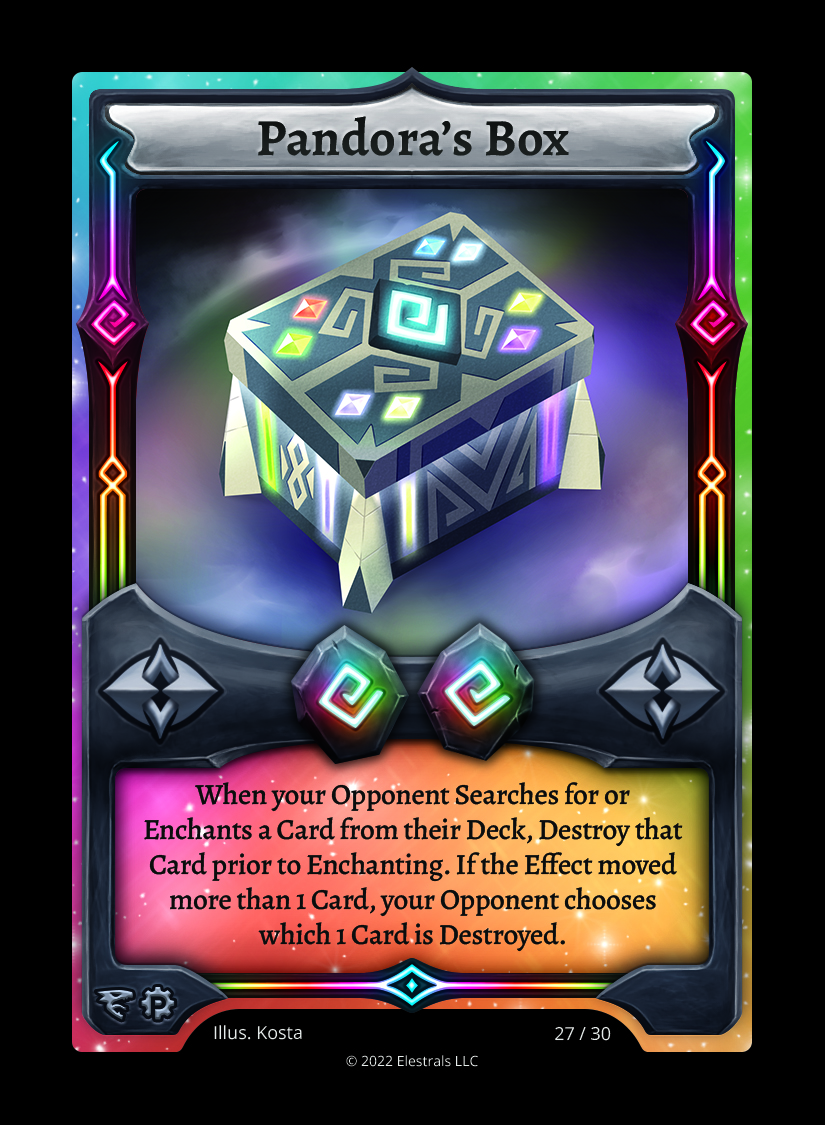 Pandora's Box
When your Opponent Searches for or
Enchants a Card from their Deck, Destroy that
Card prior to Enchanting. If the Effect moved
more than 1 Card, your Opponent chooses
which 1 Card is Destroyed.
P
Illus. Kosta 27 / 30
© 2022 Elestrals LLC